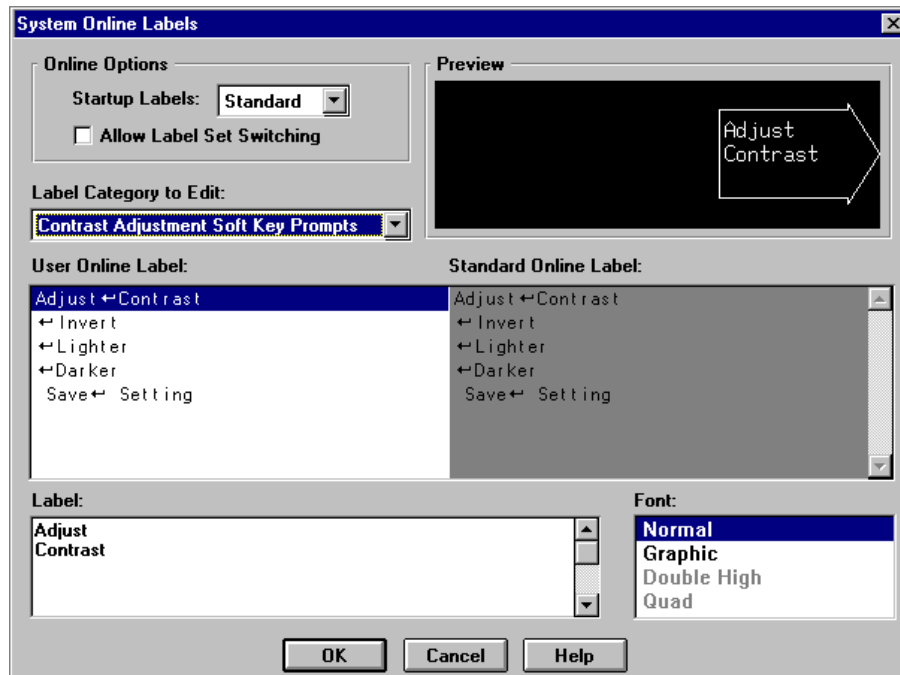 System Online Labels
Online Options
Startup Labels: Standard
Allow Label Set Switching
Preview
Adjust
Contrast
Label Category to Edit:
Contrast Adjustment Soft Key Prompts
User Online Label: Standard Online Label:
Adjust↵Contrast Adjust↵Contrast
↵Invert ↵Invert
↵Lighter ↵Lighter
↵Darker ↵Darker
Save↵ Setting Save↵ Setting
Label:
Adjust
Contrast
Font:
Normal
Graphic
Double High
Quad
OK Cancel Help